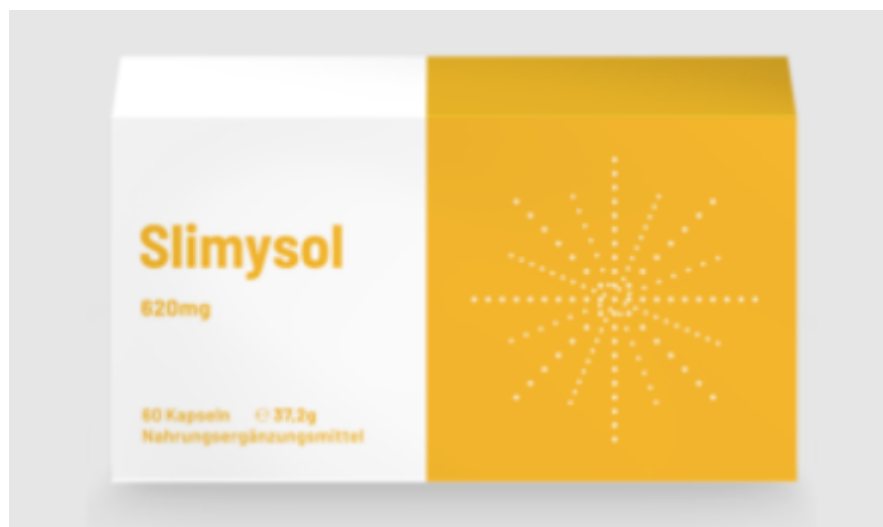 Slimysol
620mg
60 Kapseln ℮ 37,2g
Nahrungsergänzungsmittel